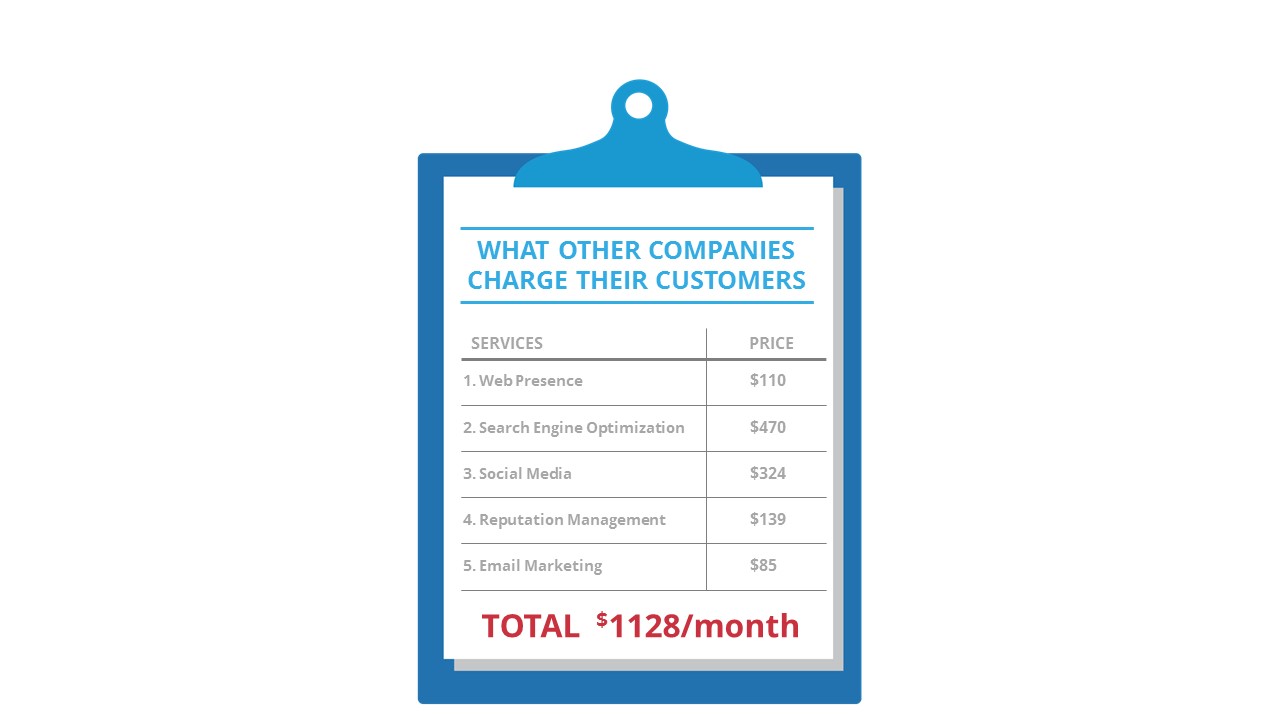 WHAT OTHER COMPANIES
CHARGE THEIR CUSTOMERS
SERVICES PRICE
1. Web Presence $110
2. Search Engine Optimization $470
3. Social Media $324
4. Reputation Management $139
5. Email Marketing $85
TOTAL $1128/month